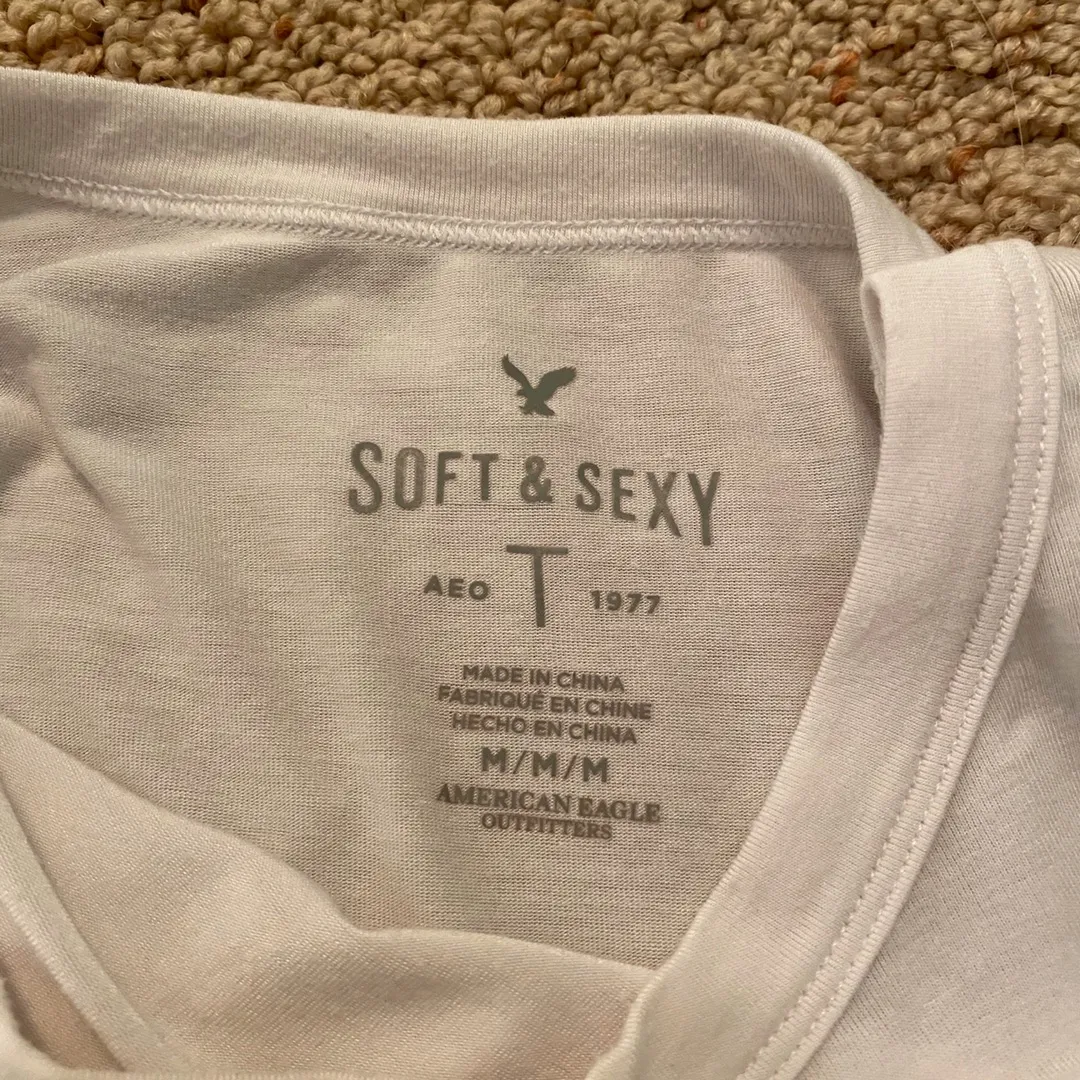 SOFT & SEXY
T
AEO 1977
MADE IN CHINA
FABRIQUÉ EN CHINE
HECHO EN CHINA
M/M/M
AMERICAN EAGLE
OUTFITTERS